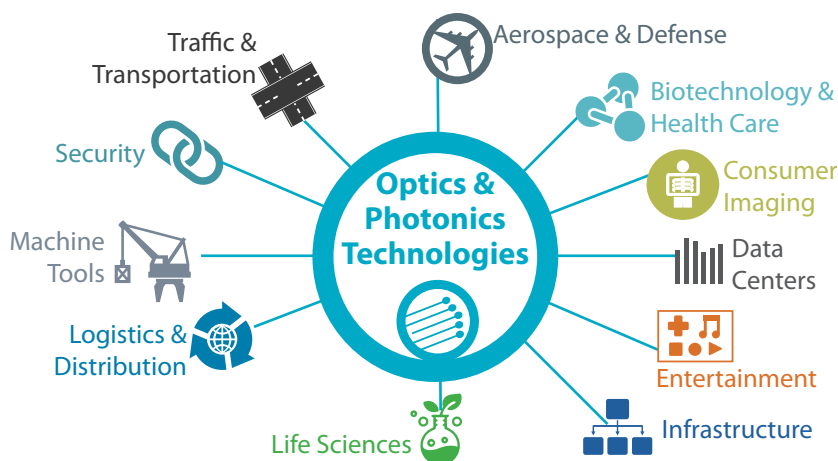 Traffic &
Transportation
Aerospace & Defense
Biotechnology &
Health Care
Security
Consumer
Imaging
Optics &
Photonics
Technologies
Machine
Tools
Data
Centers
Logistics &
Distribution
Entertainment
Life Sciences
Infrastructure